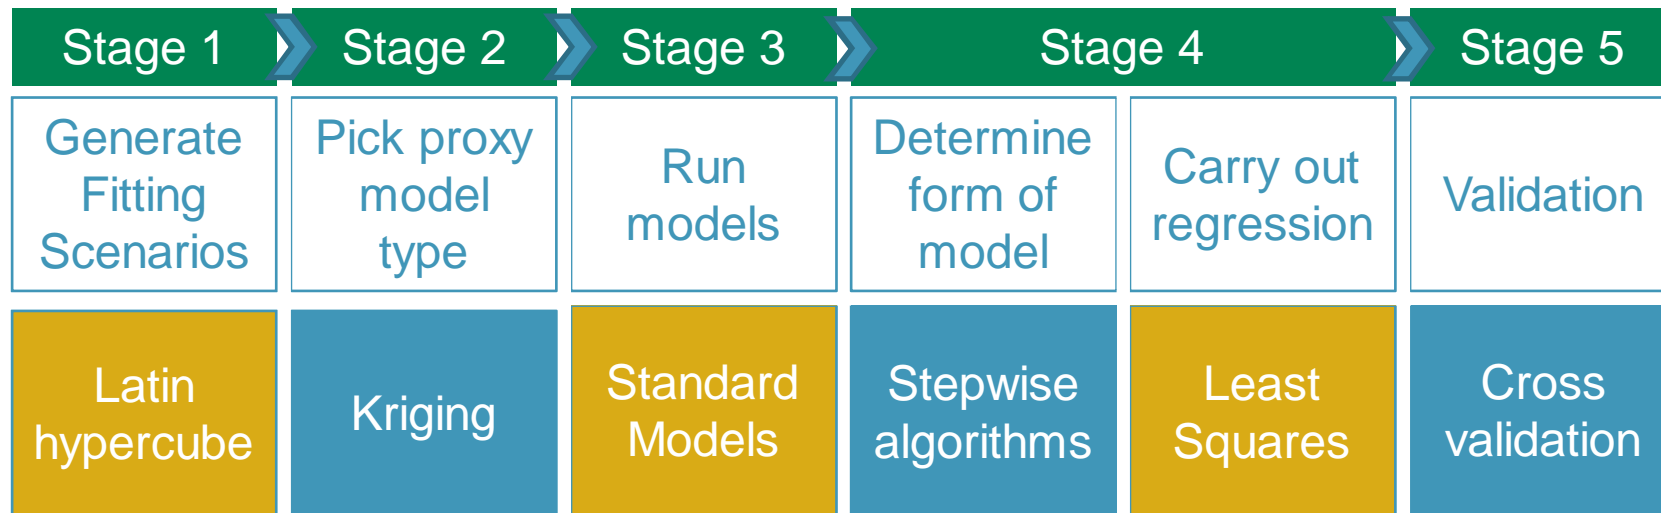 Stage 1
Stage 2
Stage 3
Stage 4
Stage 5
Generate
Fitting
Scenarios
Pick proxy
model
type
Run
models
Determine
form of
model
Carry out
regression
Validation
Latin
hypercube
Kriging
Standard
Models
Stepwise
algorithms
Least
Squares
Cross
validation